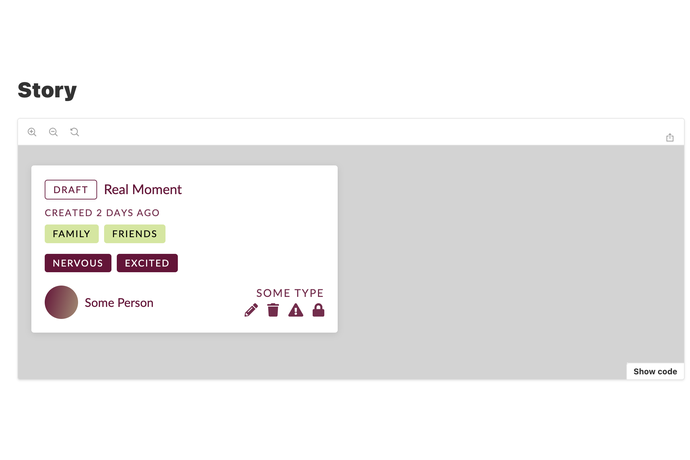 Story
DRAFT Real Moment
CREATED 2 DAYS AGO
FAMILY FRIENDS
NERVOUS EXCITED
SOME TYPE
Some Person
Show code